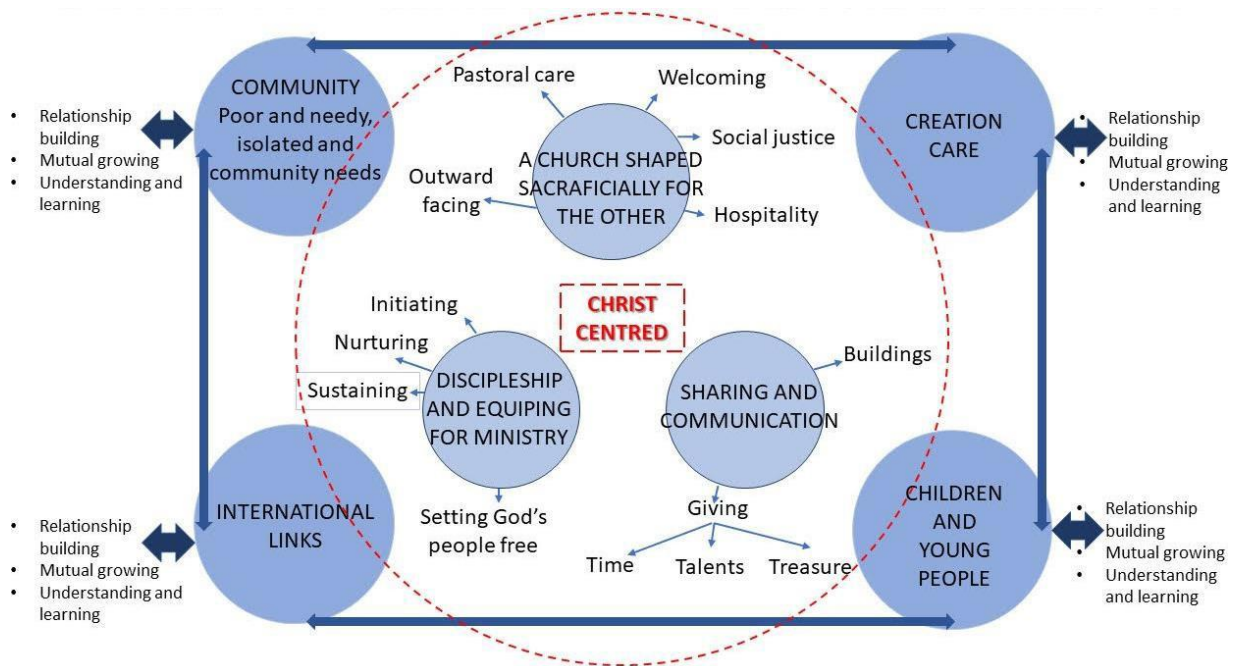 COMMUNITY
Poor and needy,
isolated and
community needs
• Relationship
building
• Mutual growing
• Understanding and
learning
Pastoral care
Welcoming
Social justice
Hospitality
Outward
facing
A CHURCH SHAPED
SACRAFICIALLY FOR
THE OTHER
CREATION
CARE
• Relationship
building
• Mutual growing
• Understanding
and learning
CHRIST
CENTRED
Initiating
Nurturing
Sustaining
DISCIPLESHIP
AND EQUIPING
FOR MINISTRY
Setting God’s
people free
SHARING AND
COMMUNICATION
Buildings
Giving
Time
Talents
Treasure
INTERNATIONAL
LINKS
• Relationship
building
• Mutual growing
• Understanding and
learning
CHILDREN
AND
YOUNG
PEOPLE
• Relationship
building
• Mutual growing
• Understanding
and learning